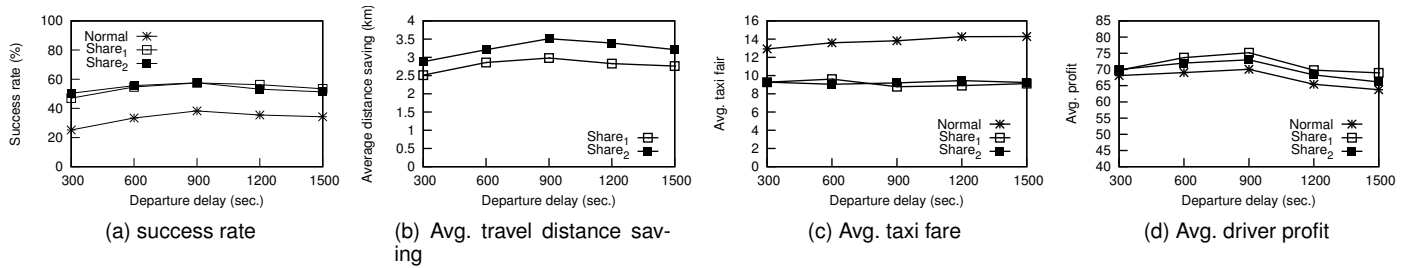 Success rate (%)
100
80
60
40
20
0
Normal
Share1
Share2
300 600 900 1200 1500
Departure delay (sec.)
(a) success rate
Average distance saving (km)
4
3.5
3
2.5
2
1.5
1
0.5
0
Share1
Share2
300 600 900 1200 1500
Departure delay (sec.)
(b) Avg. travel distance sav-
ing
Avg. taxi fair
16
14
12
10
8
6
4
2
0
Normal
Share1
Share2
300 600 900 1200 1500
Departure delay (sec.)
(c) Avg. taxi fare
Avg. profit
85
80
75
70
65
60
55
50
45
40
Normal
Share1
Share2
300 600 900 1200 1500
Departure delay (sec.)
(d) Avg. driver profit